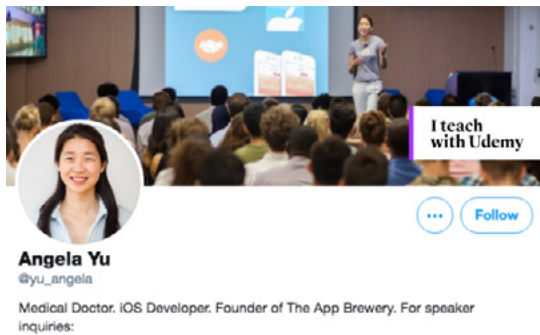 I teach
with Udemy
Follow
Angela Yu
@yu_angela
Medical Doctor. iOS Developer. Founder of The App Brewery. For speaker
inquiries: